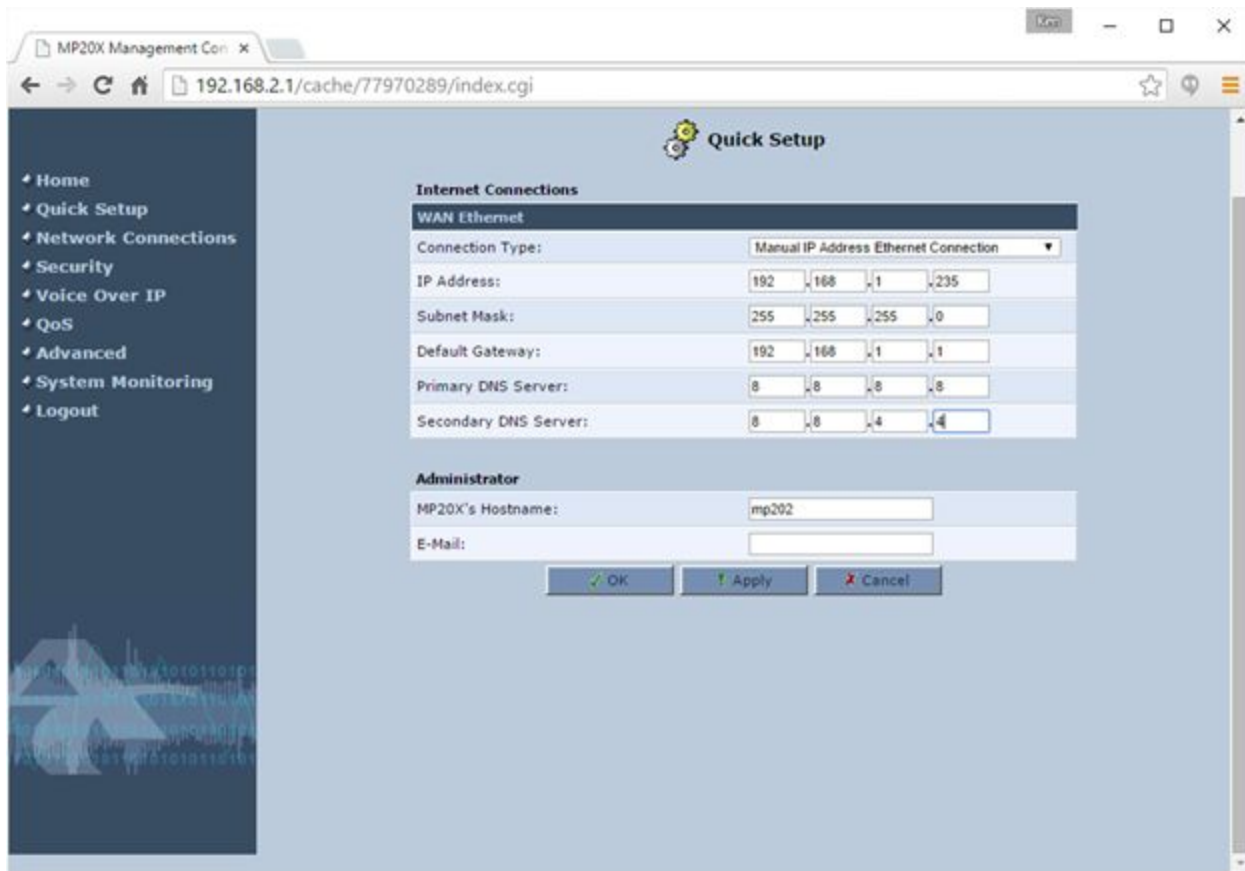 Ken
MP20X Management Con
192.168.2.1/cache/77970289/index.cgi
Quick Setup
Home
Quick Setup
Network Connections
Security
Voice Over IP
QoS
Advanced
System Monitoring
Logout
Internet Connections
WAN Ethernet
Connection Type: Manual IP Address Ethernet Connection
IP Address: 192 .168 .1 .235
Subnet Mask: 255 .255 .255 .0
Default Gateway: 192 .168 .1 .1
Primary DNS Server: 8 .8 .8 .8
Secondary DNS Server: 8 .8 .4 .4
Administrator
MP20X's Hostname: mp202
E-Mail:
OK Apply Cancel